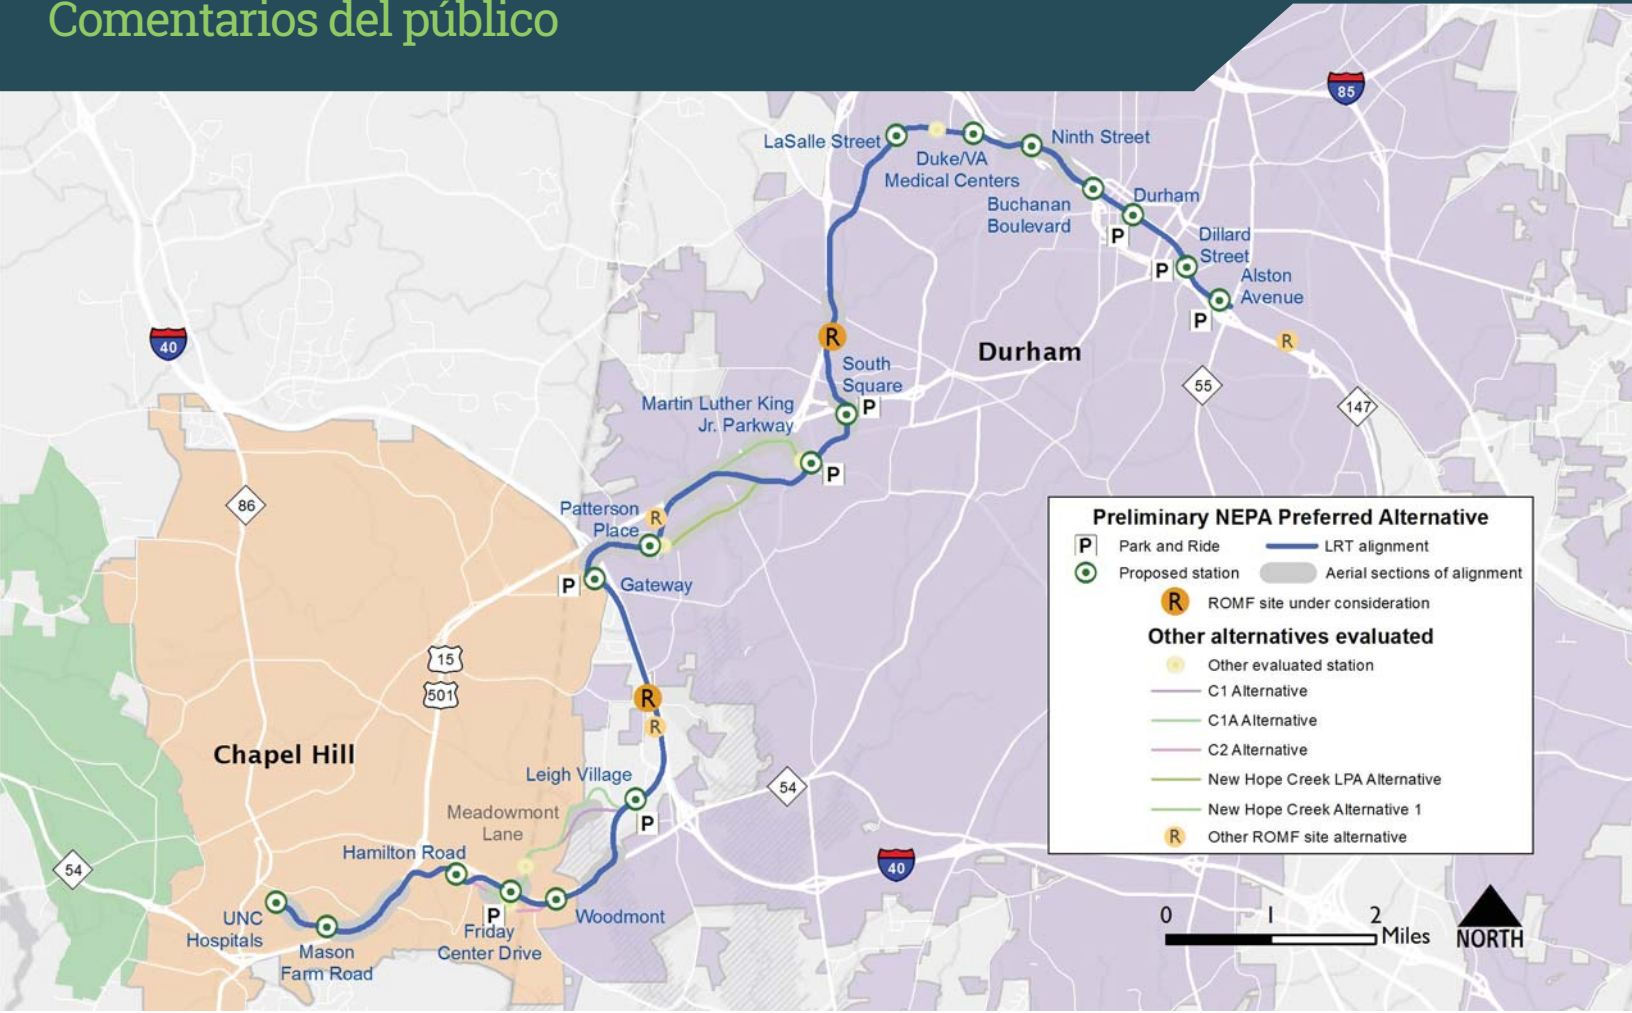 Comentarios del público
85
LaSalle Street
Duke/VA
Medical Centers
Ninth Street
Buchanan
Boulevard
Durham
P
Dillard
Street
P
Alston
Avenue
P
R
40
R
Durham
South
Square
P
55
147
Martin Luther King
Jr. Parkway
P
86
Patterson
Place
R
P
Gateway
15
501
R
R
Chapel Hill
Leigh Village
P
54
Meadowmont
Lane
Hamilton Road
54
40
UNC
Hospitals
Mason
Farm Road
P
Friday
Center Drive
Woodmont
Preliminary NEPA Preferred Alternative
P Park and Ride LRT alignment
Proposed station Aerial sections of alignment
R ROMF site under consideration
Other alternatives evaluated
Other evaluated station
C1 Alternative
C1A Alternative
C2 Alternative
New Hope Creek LPA Alternative
New Hope Creek Alternative 1
R Other ROMF site alternative
0 1 2
Miles
NORTH